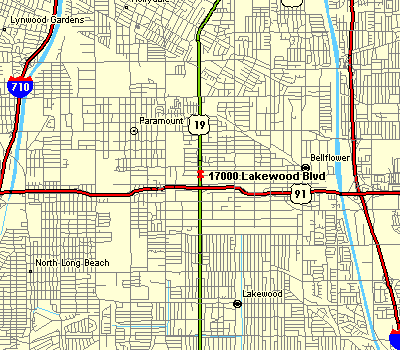 Lynwood Gardens
710
Paramount
19
Bellflower
17000 Lakewood Blvd
91
North Long Beach
Lakewood